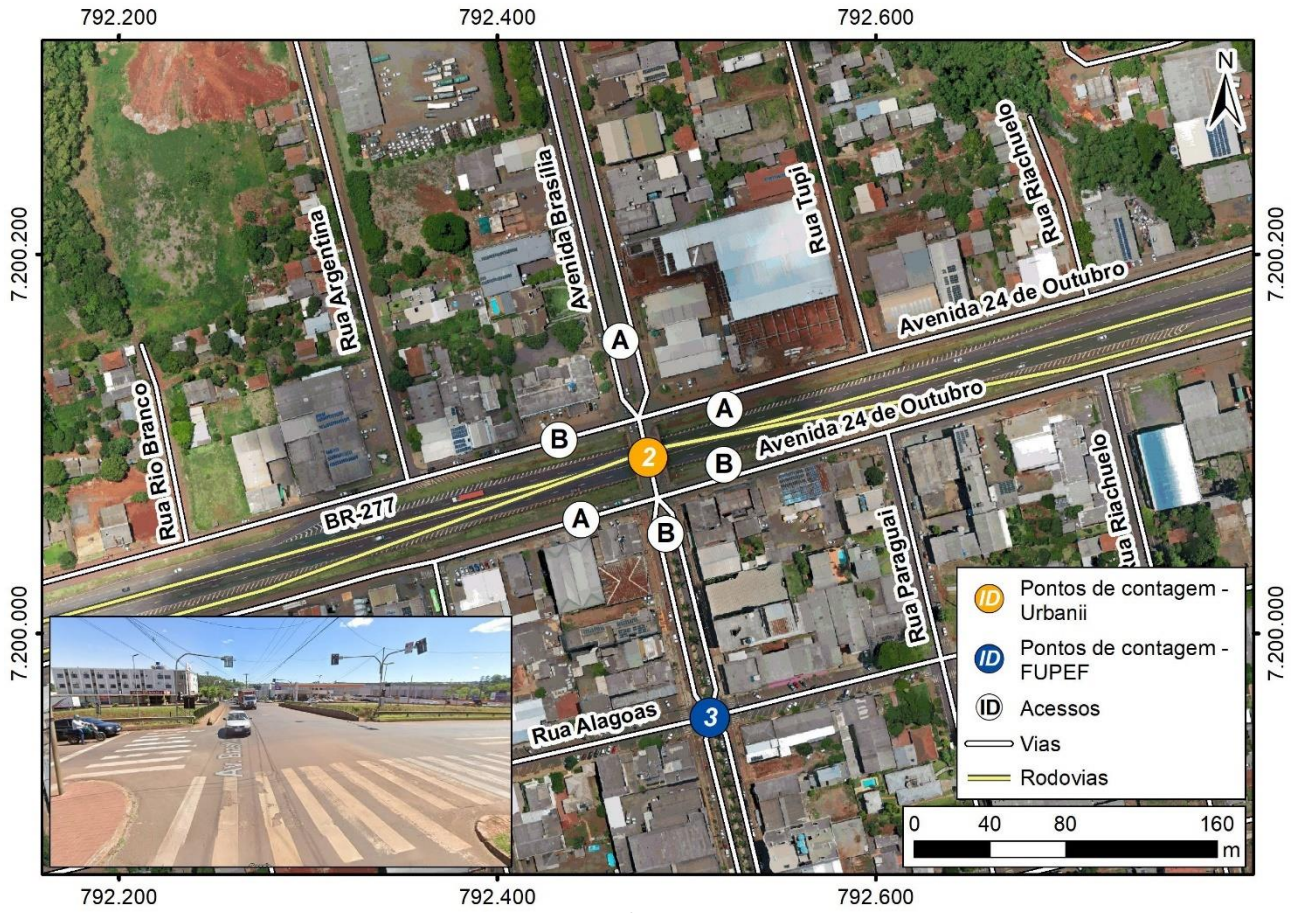 792.200
792.400
792.600
N
7.200.200
7.200.200
7.200.000
7.200.000
Rua Rio Branco
Rua Argentina
Avenida Brasília
Rua Tupi
Rua Riachuelo
Avenida 24 de Outubro
A
A
B
2
B
Avenida 24 de Outubro
BR-277
A
B
Rua Paraguai
Rua Riachuelo
Rua Alagoas
3
Av. Bras
ID
Pontos de contagem -
Urbanii
ID
Pontos de contagem -
FUPEF
ID
Acessos
Vias
Rodovias
0
40
80
160
m
792.200
792.400
792.600